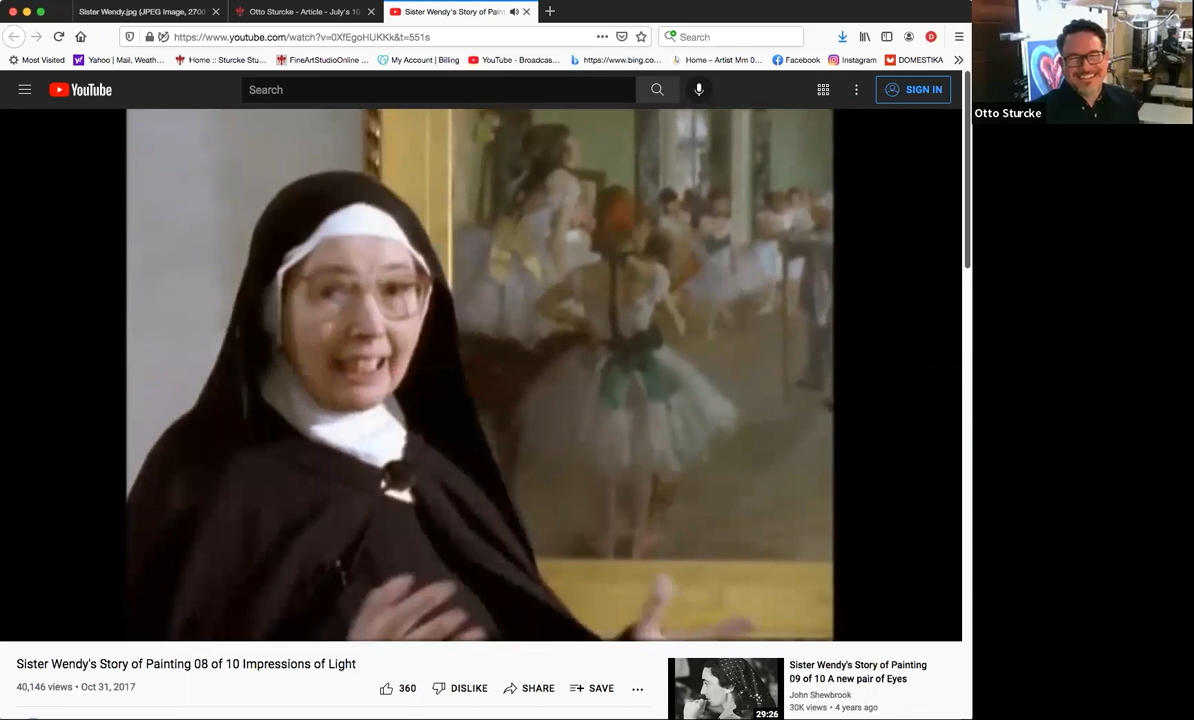 Sister Wendy.jpg (JPEG Image, 2700
Otto Sturcke - Article - July's 10
Sister Wendy's Story of Pain
https://www.youtube.com/watch?v=0XfEgoHUKKk&t=551s
Search
Most Visited
Yahoo | Mail, Weath...
Home :: Sturcke Stu...
FineArtStudioOnline ...
My Account | Billing
YouTube - Broadcas...
https://www.bing.co...
Home – Artist Mm 0...
Facebook
Instagram
DOMESTIKA
YouTube
Search
SIGN IN
Otto Sturcke
Sister Wendy's Story of Painting 08 of 10 Impressions of Light
40,146 views • Oct 31, 2017
360
DISLIKE
SHARE
SAVE
29:26
Sister Wendy's Story of Painting
09 of 10 A new pair of Eyes
John Shewbrook
30K views • 4 years ago